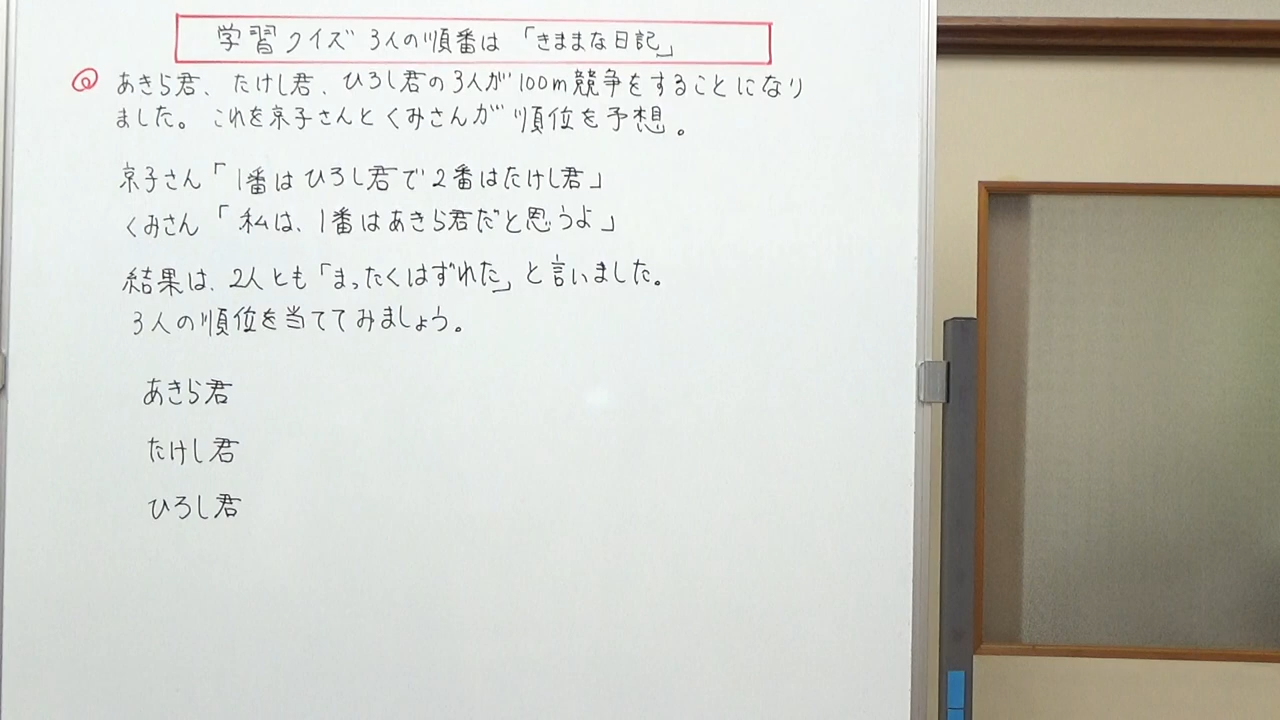 学習クイズ 3人の順番は 「きままな日記」
Q あきら君、たけし君、ひろし君の3人が100m競争をすることになり
ました。これを京子さんとくみさんが順位を予想。
京子さん「1番はひろし君で2番はたけし君」
くみさん「私は、1番はあきら君だと思うよ」
結果は、2人とも「まったくはずれた」と言いました。
3人の順位を当ててみましょう。
あきら君
たけし君
ひろし君